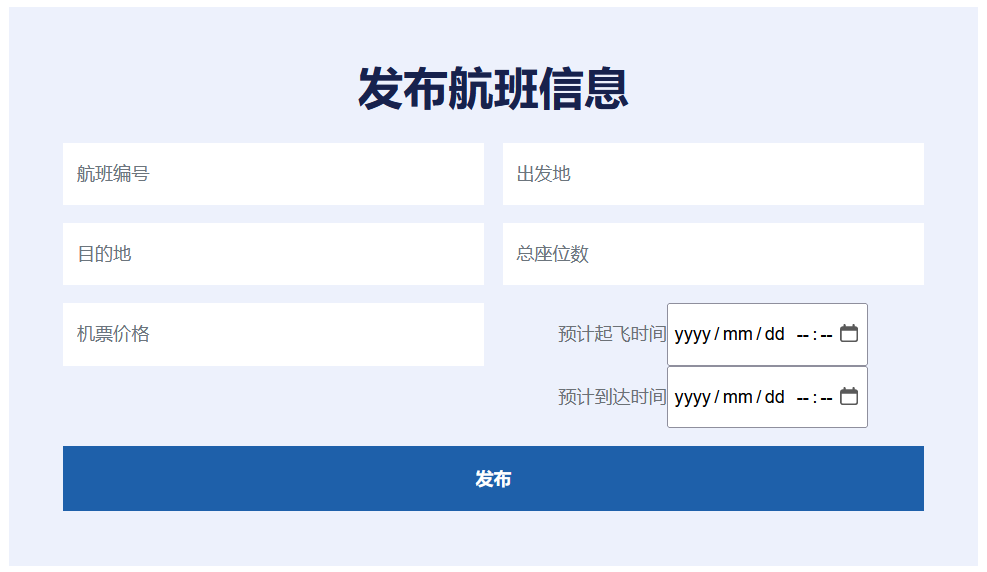 发布航班信息
航班编号
出发地
目的地
总座位数
机票价格
预计起飞时间 yyyy/mm/dd --:--
预计到达时间 yyyy/mm/dd --:--
发布